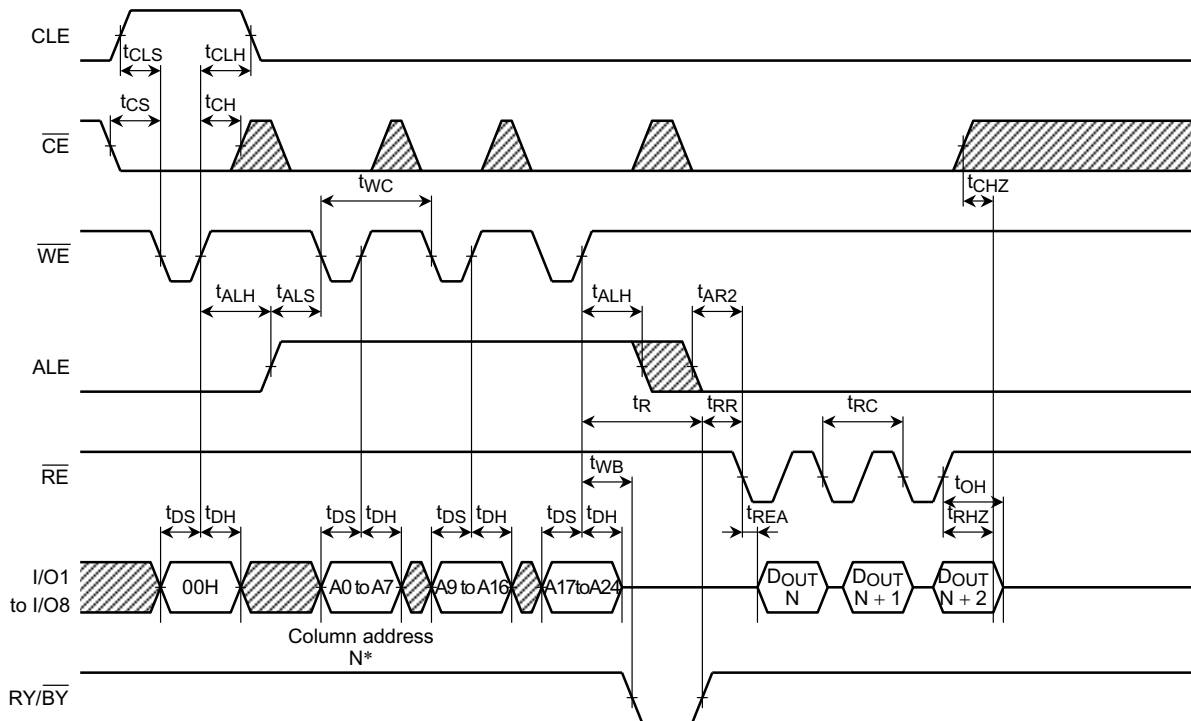 CLE
tCLS tCLH
tCS tCH
CE
tCHZ
tWC
WE
tALH tALS tALH tAR2
ALE
tR tRR tRC
RE
tWB tOH
tDS tDH tDS tDH tDS tDH tDS tDH tREA tRHZ
I/O1
to I/O8
00H A0 to A7 A9 to A16 A17 to A24
DOUT
N
DOUT
N + 1
DOUT
N + 2
Column address
N*
RY/BY